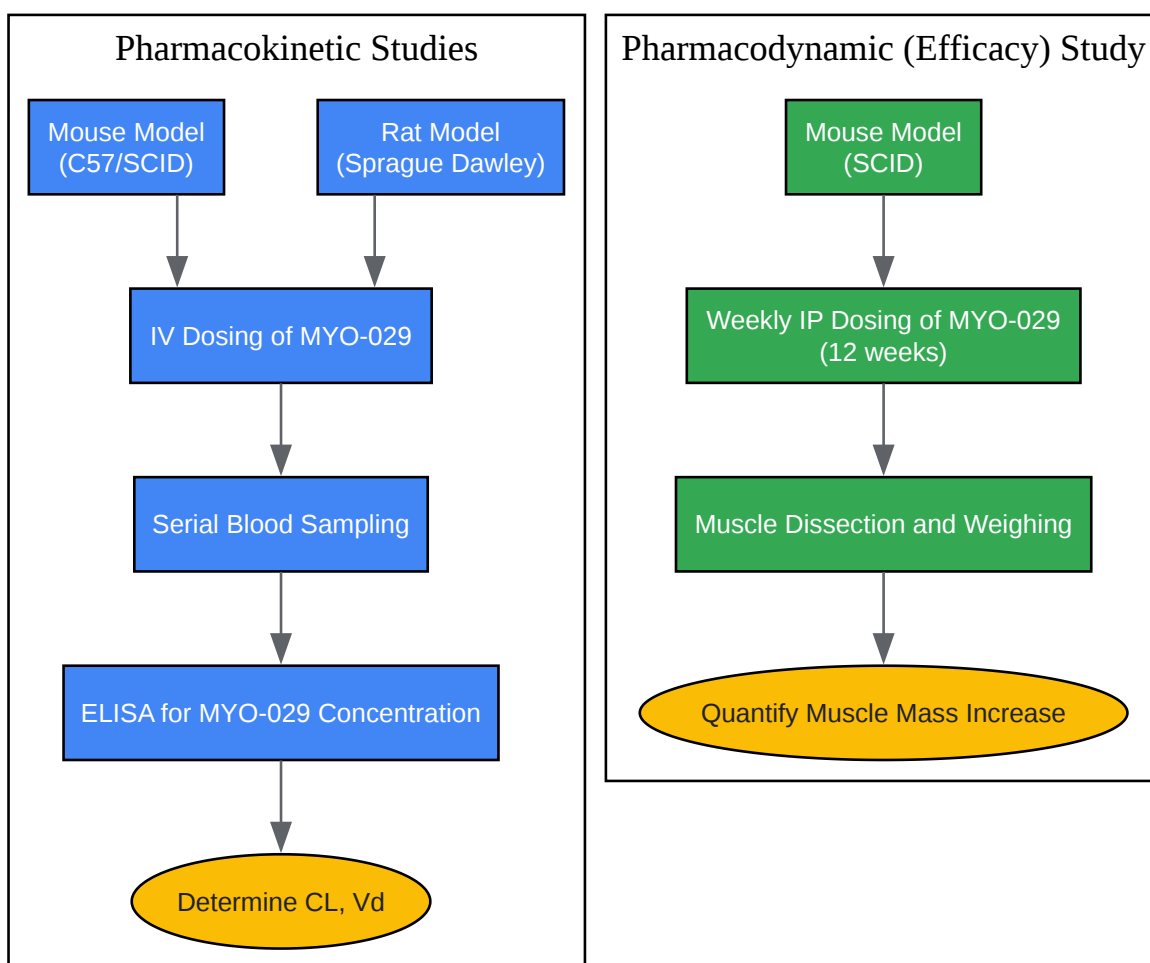 Pharmacokinetic Studies
Mouse Model
(C57/SCID)
Rat Model
(Sprague Dawley)
IV Dosing of MYO-029
Serial Blood Sampling
ELISA for MYO-029 Concentration
Determine CL, Vd
Pharmacodynamic (Efficacy) Study
Mouse Model
(SCID)
Weekly IP Dosing of MYO-029
(12 weeks)
Muscle Dissection and Weighing
Quantify Muscle Mass Increase